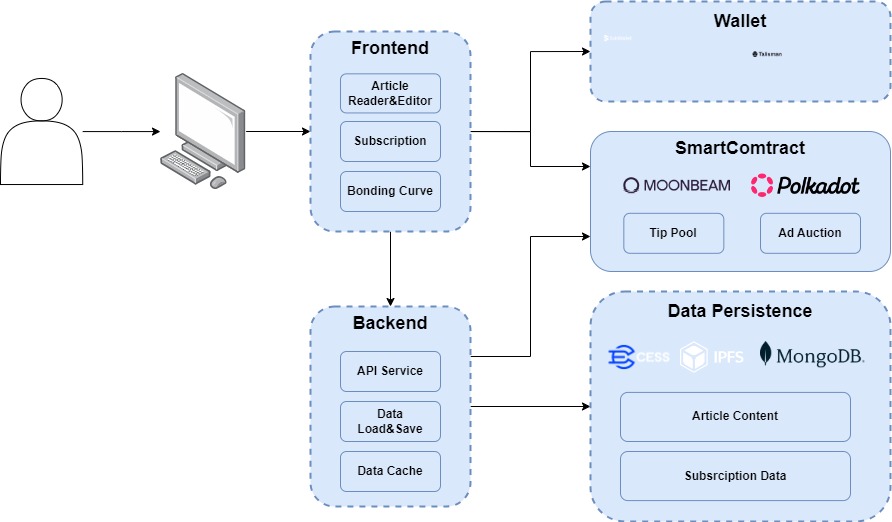 Wallet
Talisman
Frontend
Article
Reader&Editor
Subscription
Bonding Curve
SmartComtract
MOONBEAM
Polkadot
Tip Pool
Ad Auction
Backend
API Service
Data
Load&Save
Data Cache
Data Persistence
CESS
IPFS
MongoDB.
Article Content
Subsrciption Data